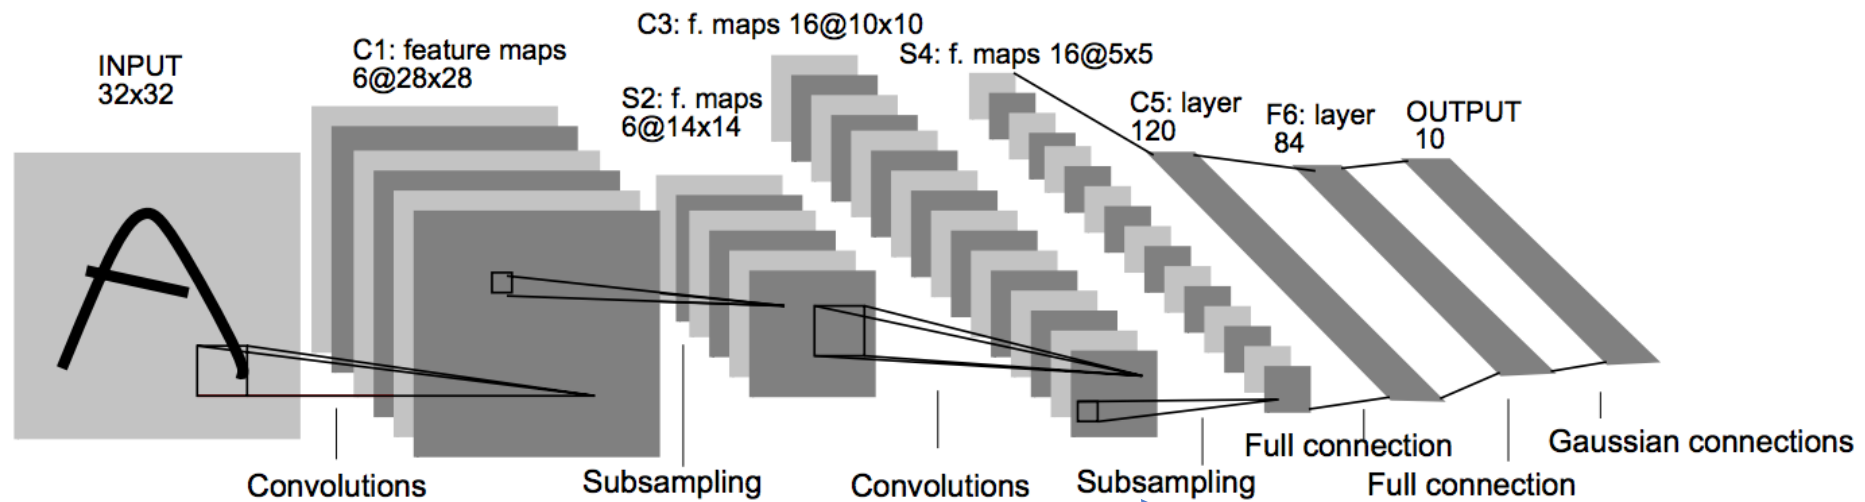 INPUT
32x32
C1: feature maps
6@28x28
S2: f. maps
6@14x14
C3: f. maps 16@10x10
S4: f. maps 16@5x5
C5: layer
120
F6: layer
84
OUTPUT
10
Convolutions
Subsampling
Convolutions
Subsampling
Full connection
Full connection
Gaussian connections